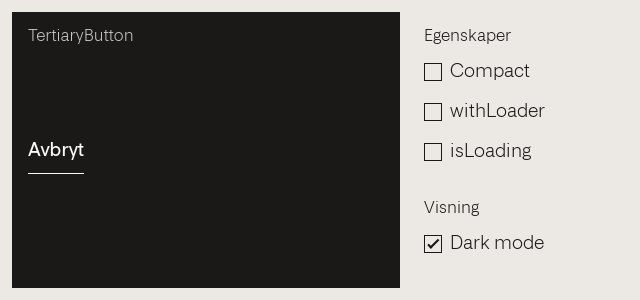 TertiaryButton
Avbryt
Egenskaper
Compact
withLoader
isLoading
Visning
Dark mode